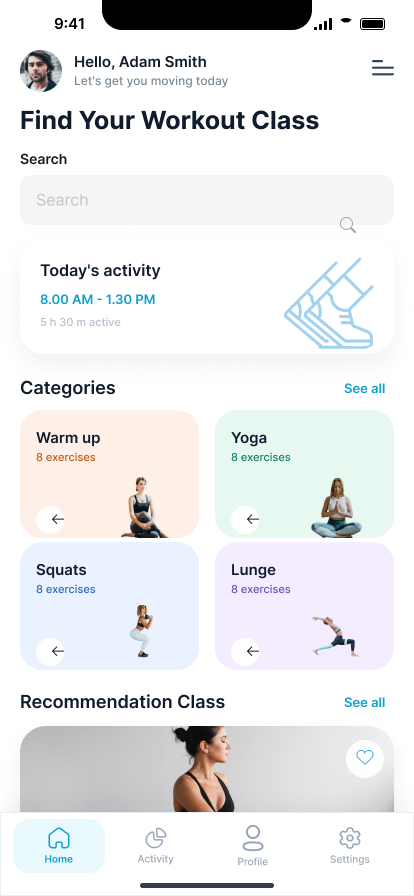 9:41
Hello, Adam Smith
Let's get you moving today
Find Your Workout Class
Search
Search
Today's activity
8.00 AM - 1.30 PM
5 h 30 m active
Categories See all
Warm up
8 exercises
Yoga
8 exercises
Squats
8 exercises
Lunge
8 exercises
Recommendation Class See all
Home Activity Profile Settings